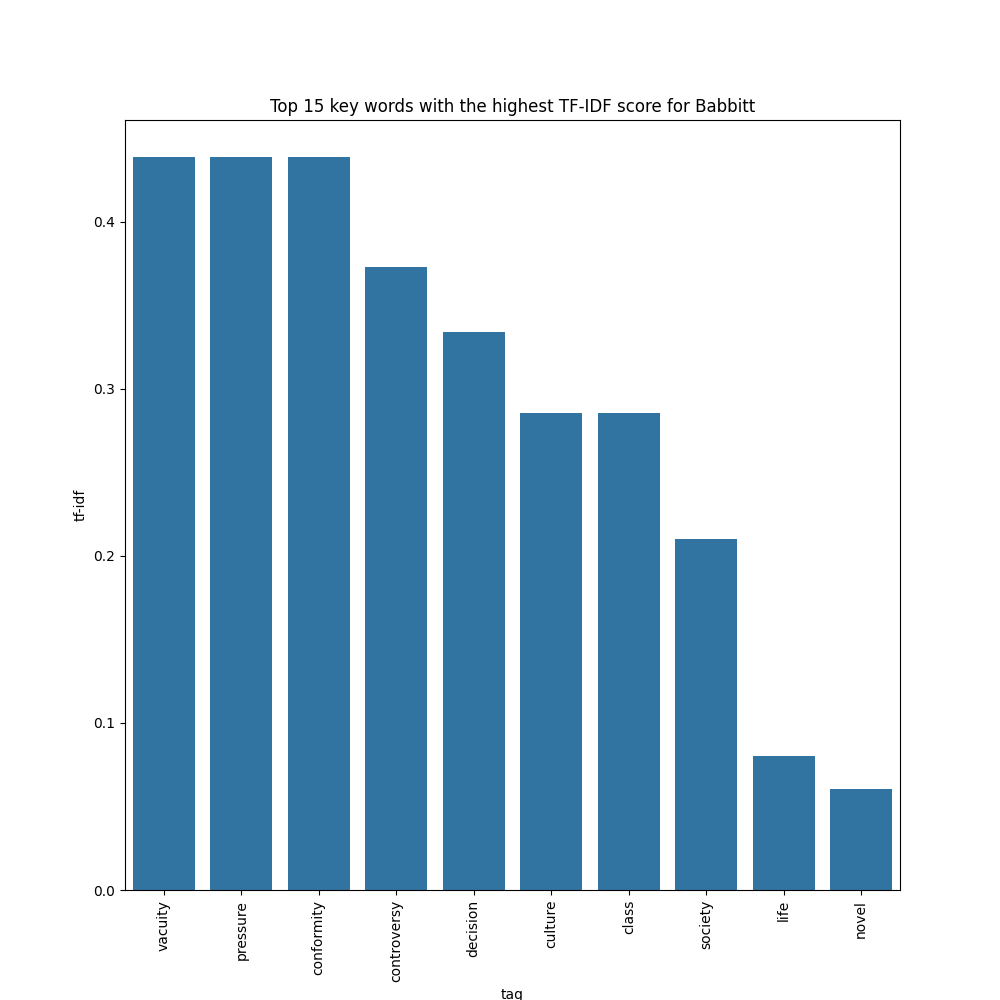 Top 15 key words with the highest TF-IDF score for Babbitt
tf-idf
0.4
0.3
0.2
0.1
0.0
vacuity
pressure
conformity
controversy
decision
culture
class
society
life
novel
tag